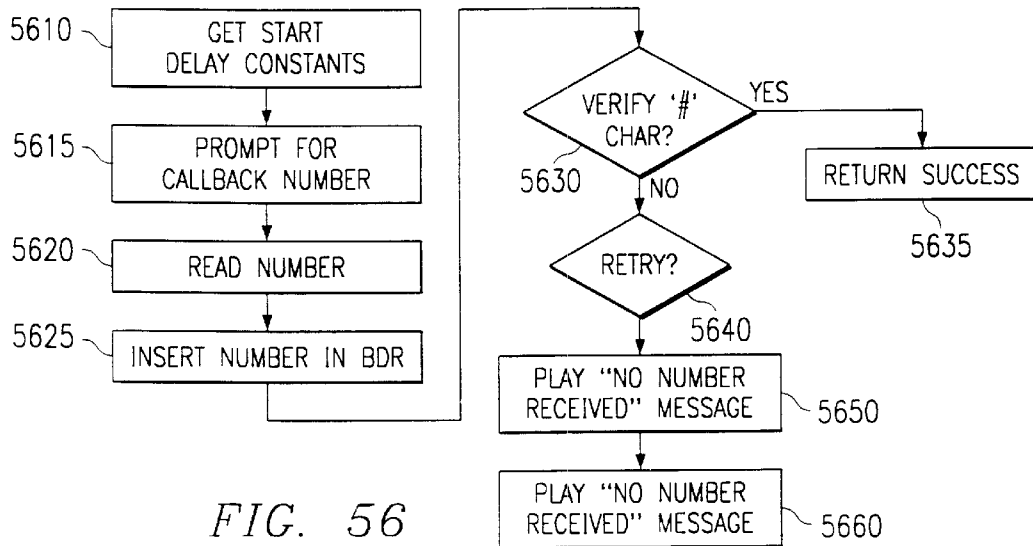 5610
GET START
DELAY CONSTANTS
5615
PROMPT FOR
CALLBACK NUMBER
5620
READ NUMBER
5625
INSERT NUMBER IN BDR
VERIFY '#'
CHAR?
5630
YES
NO
RETURN SUCCESS
5635
RETRY?
5640
PLAY "NO NUMBER
RECEIVED" MESSAGE
5650
PLAY "NO NUMBER
RECEIVED" MESSAGE
5660
FIG. 56